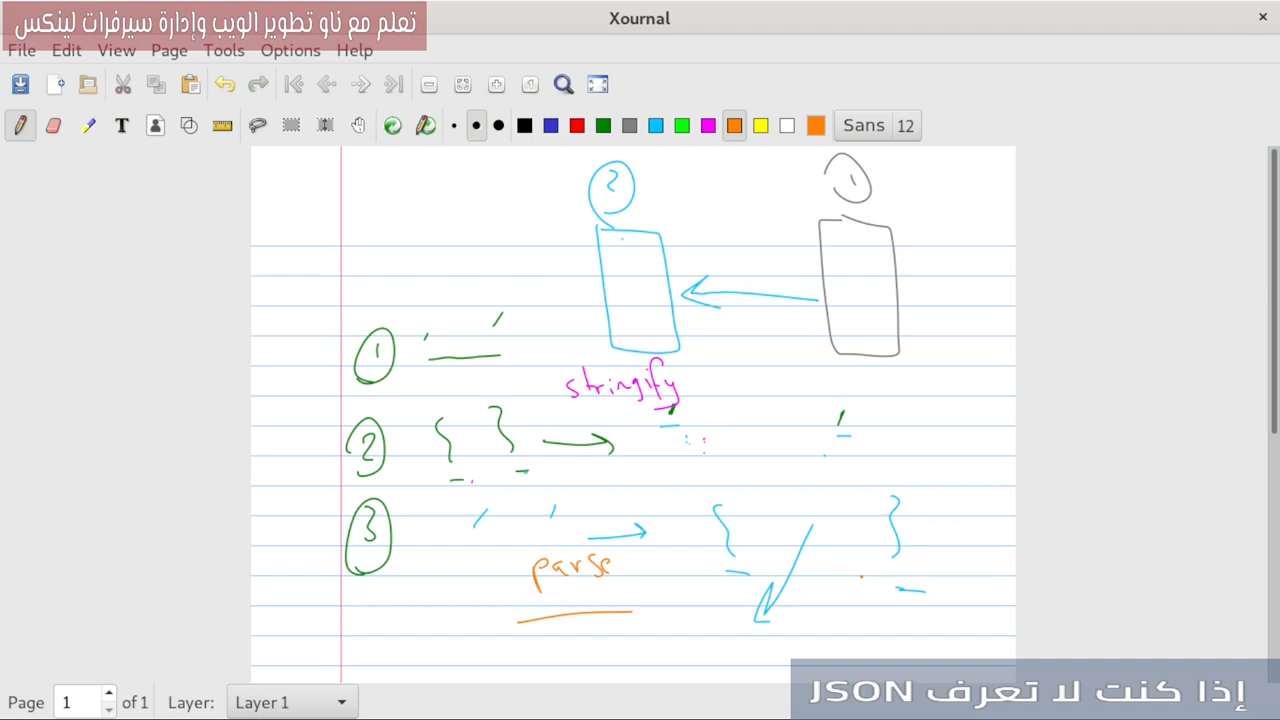 تعلم مع ناو تطوير الويب وإدارة سيرفرات لينكس
Xournal
File Edit View Page Tools Options Help
Sans 12
2 1
1 ' '
stringify
2 { } → ' '
3 ' ' → { }
parse
Page 1 of 1 Layer: Layer 1
إذا كنت لا تعرف JSON